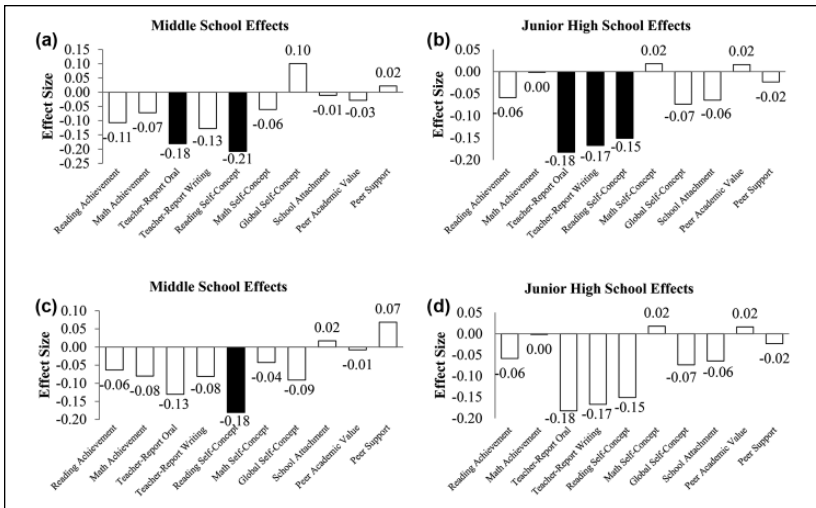 (a)
Middle School Effects
Effect Size
0.15
0.10
0.05
0.00
-0.05
-0.10
-0.15
-0.20
-0.25
-0.11
-0.07
-0.18
-0.13
-0.21
-0.06
0.10
-0.01
-0.03
0.02
Reading Achievement
Math Achievement
Teacher-Report Oral
Teacher-Report Writing
Reading Self-Concept
Math Self-Concept
Global Self-Concept
School Attachment
Peer Academic Value
Peer Support
(b)
Junior High School Effects
Effect Size
0.05
0.00
-0.05
-0.10
-0.15
-0.20
-0.06
0.00
-0.18
-0.17
-0.15
0.02
-0.07
-0.06
0.02
-0.02
Reading Achievement
Math Achievement
Teacher-Report Oral
Teacher-Report Writing
Reading Self-Concept
Math Self-Concept
Global Self-Concept
School Attachment
Peer Academic Value
Peer Support
(c)
Middle School Effects
Effect Size
0.10
0.05
0.00
-0.05
-0.10
-0.15
-0.20
-0.06
-0.08
-0.13
-0.08
-0.18
-0.04
-0.09
0.02
-0.01
0.07
Reading Achievement
Math Achievement
Teacher-Report Oral
Teacher-Report Writing
Reading Self-Concept
Math Self-Concept
Global Self-Concept
School Attachment
Peer Academic Value
Peer Support
(d)
Junior High School Effects
Effect Size
0.05
0.00
-0.05
-0.10
-0.15
-0.20
-0.06
0.00
-0.18
-0.17
-0.15
0.02
-0.07
-0.06
0.02
-0.02
Reading Achievement
Math Achievement
Teacher-Report Oral
Teacher-Report Writing
Reading Self-Concept
Math Self-Concept
Global Self-Concept
School Attachment
Peer Academic Value
Peer Support